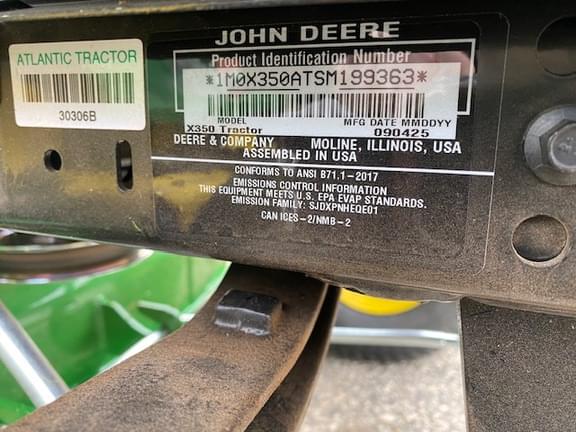 ATLANTIC TRACTOR
30306B
JOHN DEERE
Product Identification Number
*1M0X350ATSM199363*
MODEL MFG DATE MMDDYY
X350 Tractor 090425
DEERE & COMPANY MOLINE, ILLINOIS, USA
ASSEMBLED IN USA
CONFORMS TO ANSI B71.1-2017
EMISSIONS CONTROL INFORMATION
THIS EQUIPMENT MEETS U.S. EPA EVAP STANDARDS.
EMISSION FAMILY: SJDXPNHEQE01
CAN ICES-2/NMB-2